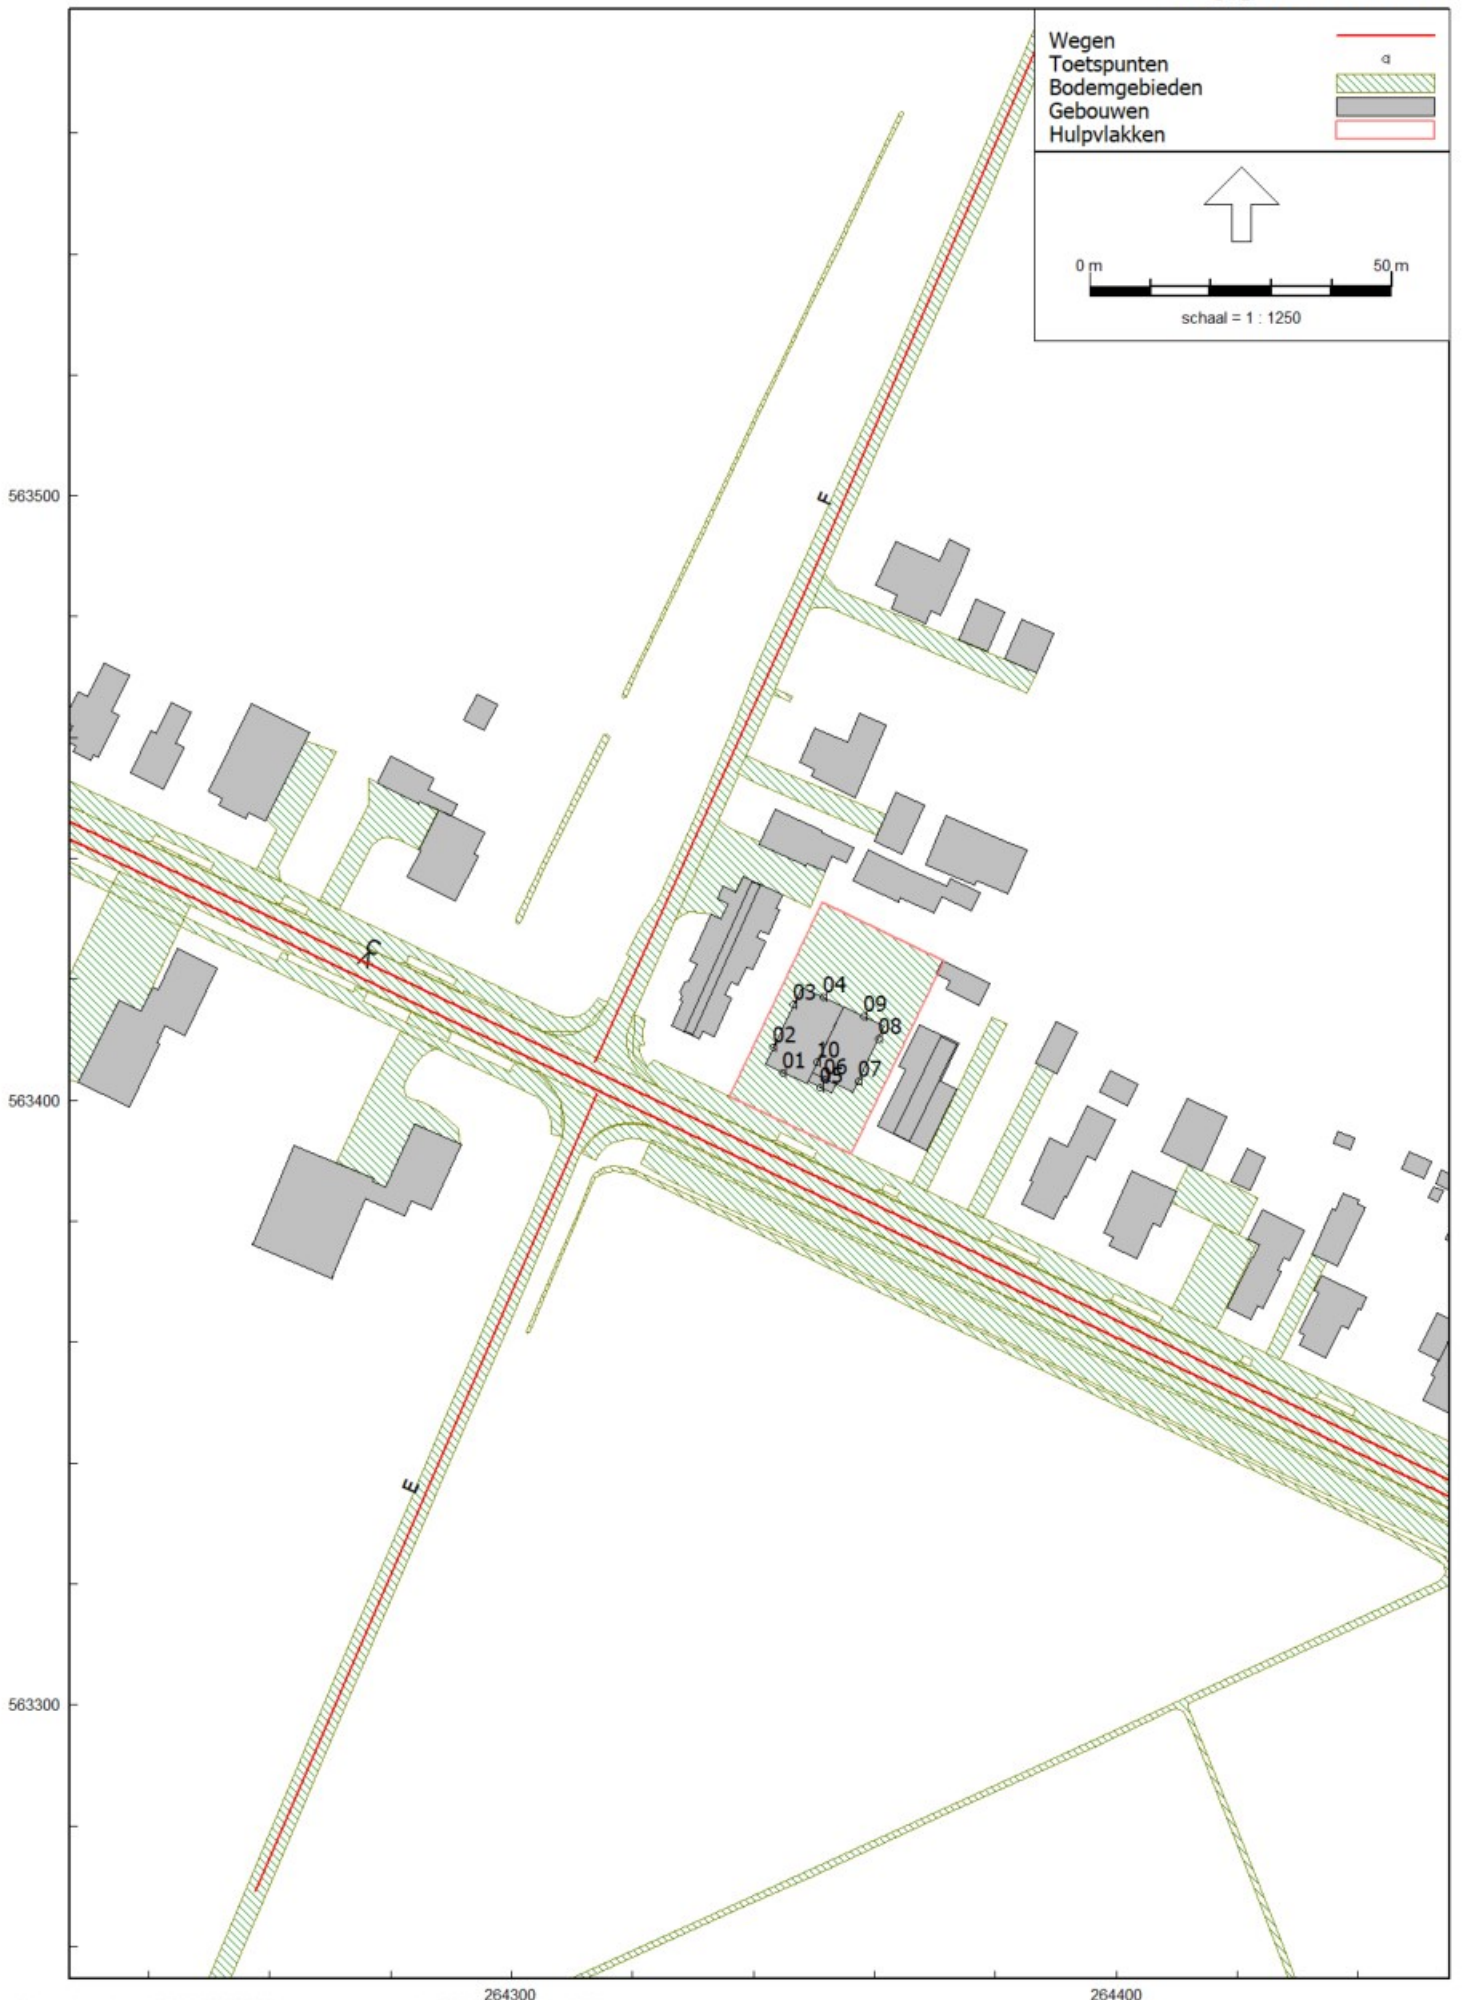 Wegen
Toetspunten
Bodemgebieden
Gebouwen
Hulpvlakken
0 m 50 m
schaal = 1 : 1250
563500
F
C
A
03 04
09
02 08
10
01 06 07
05
563400
E
563300
264300 264400